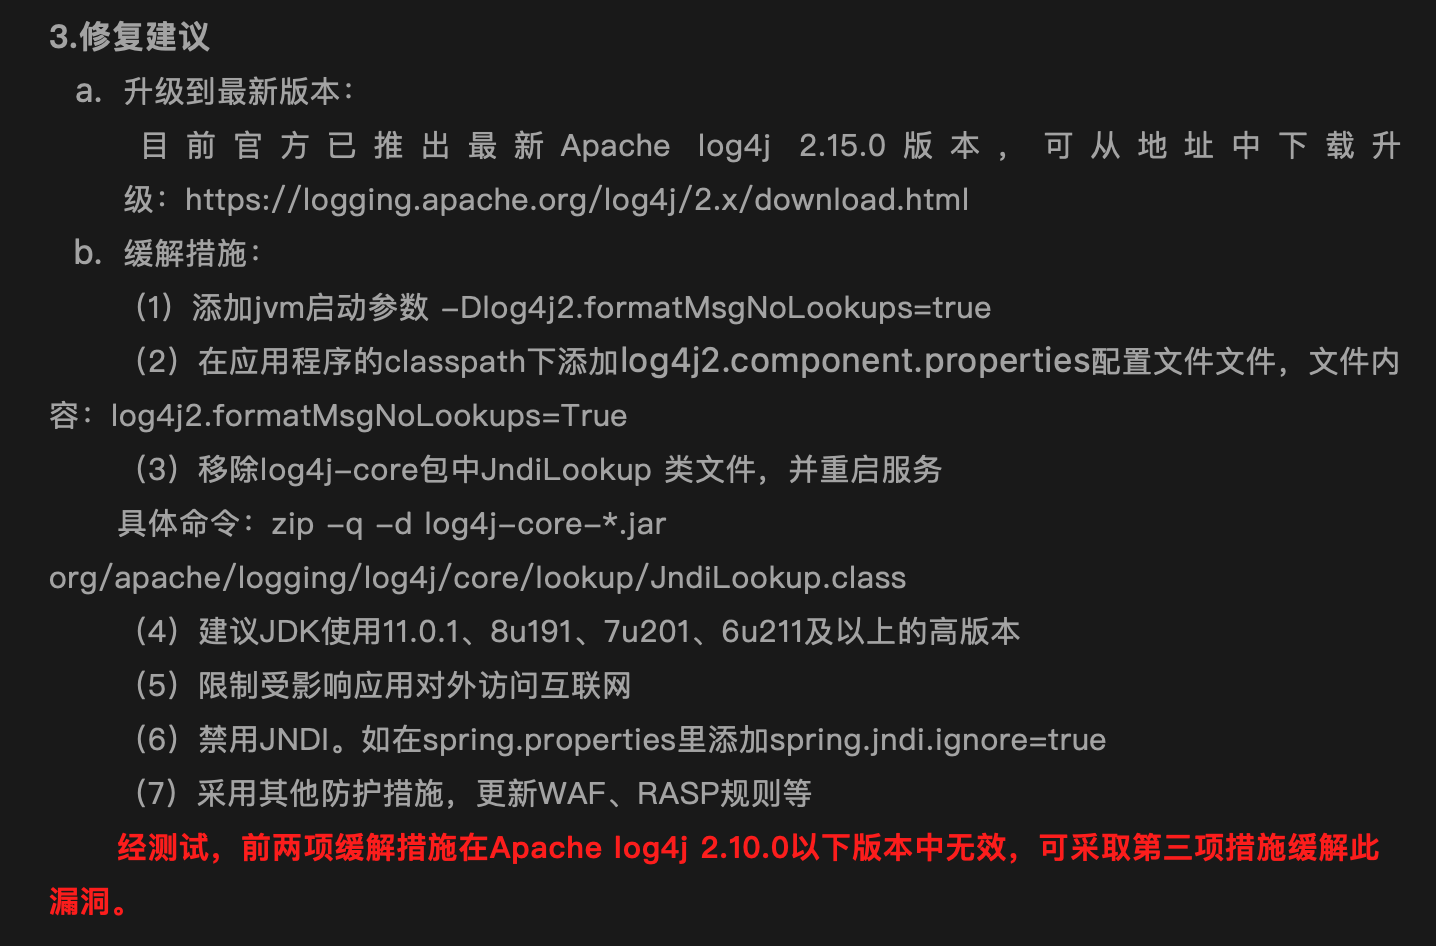 3.修复建议
a. 升级到最新版本：
目前官方已推出最新Apache log4j 2.15.0版本，可从地址中下载升
级：https://logging.apache.org/log4j/2.x/download.html
b. 缓解措施：
（1）添加jvm启动参数 -Dlog4j2.formatMsgNoLookups=true
（2）在应用程序的classpath下添加log4j2.component.properties配置文件文件，文件内
容：log4j2.formatMsgNoLookups=True
（3）移除log4j-core包中JndiLookup 类文件，并重启服务
具体命令：zip -q -d log4j-core-*.jar
org/apache/logging/log4j/core/lookup/JndiLookup.class
（4）建议JDK使用11.0.1、8u191、7u201、6u211及以上的高版本
（5）限制受影响应用对外访问互联网
（6）禁用JNDI。如在spring.properties里添加spring.jndi.ignore=true
（7）采用其他防护措施，更新WAF、RASP规则等
经测试，前两项缓解措施在Apache log4j 2.10.0以下版本中无效，可采取第三项措施缓解此
漏洞。